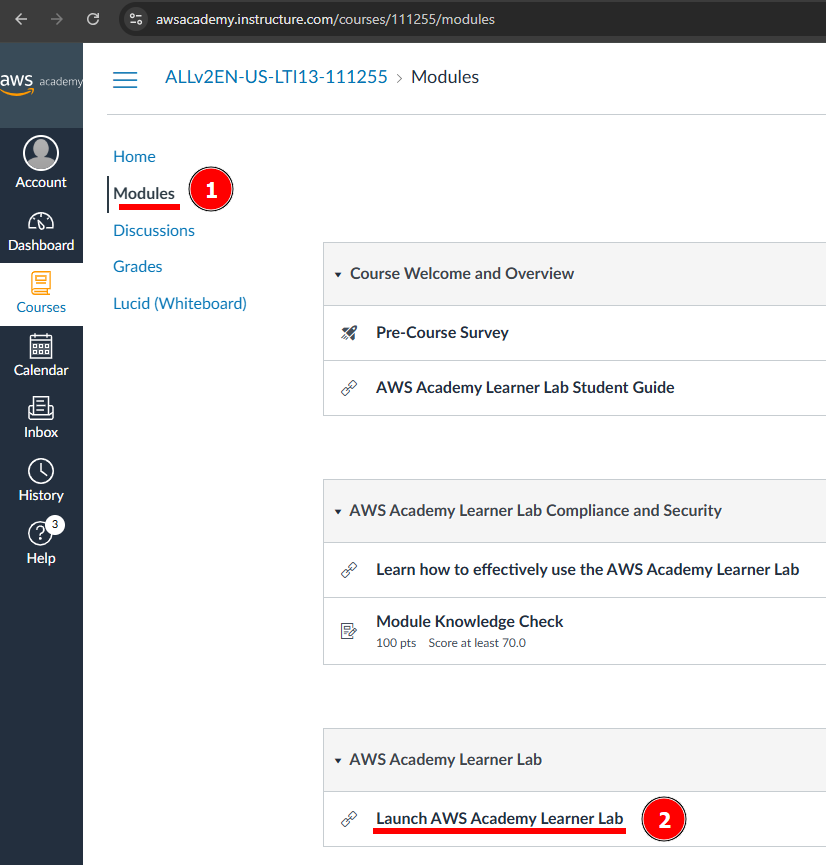 awsacademy.instructure.com/courses/111255/modules
aws academy
ALLv2EN-US-LTI13-111255 › Modules
Account
Dashboard
Courses
Calendar
Inbox
History
3
Help
Home
Modules 1
Discussions
Grades
Lucid (Whiteboard)
Course Welcome and Overview
Pre-Course Survey
AWS Academy Learner Lab Student Guide
AWS Academy Learner Lab Compliance and Security
Learn how to effectively use the AWS Academy Learner Lab
Module Knowledge Check
100 pts Score at least 70.0
AWS Academy Learner Lab
Launch AWS Academy Learner Lab 2